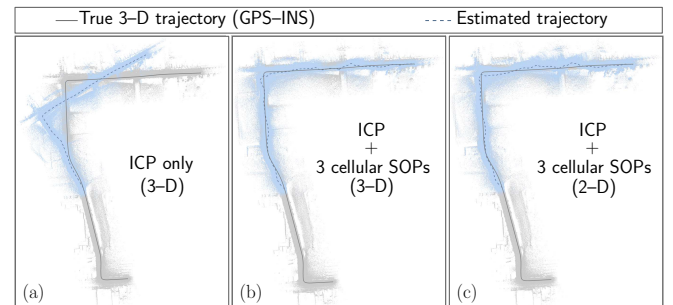 True 3–D trajectory (GPS–INS) Estimated trajectory
ICP only
(3–D)
(a)
ICP
+
3 cellular SOPs
(3–D)
(b)
ICP
+
3 cellular SOPs
(2–D)
(c)